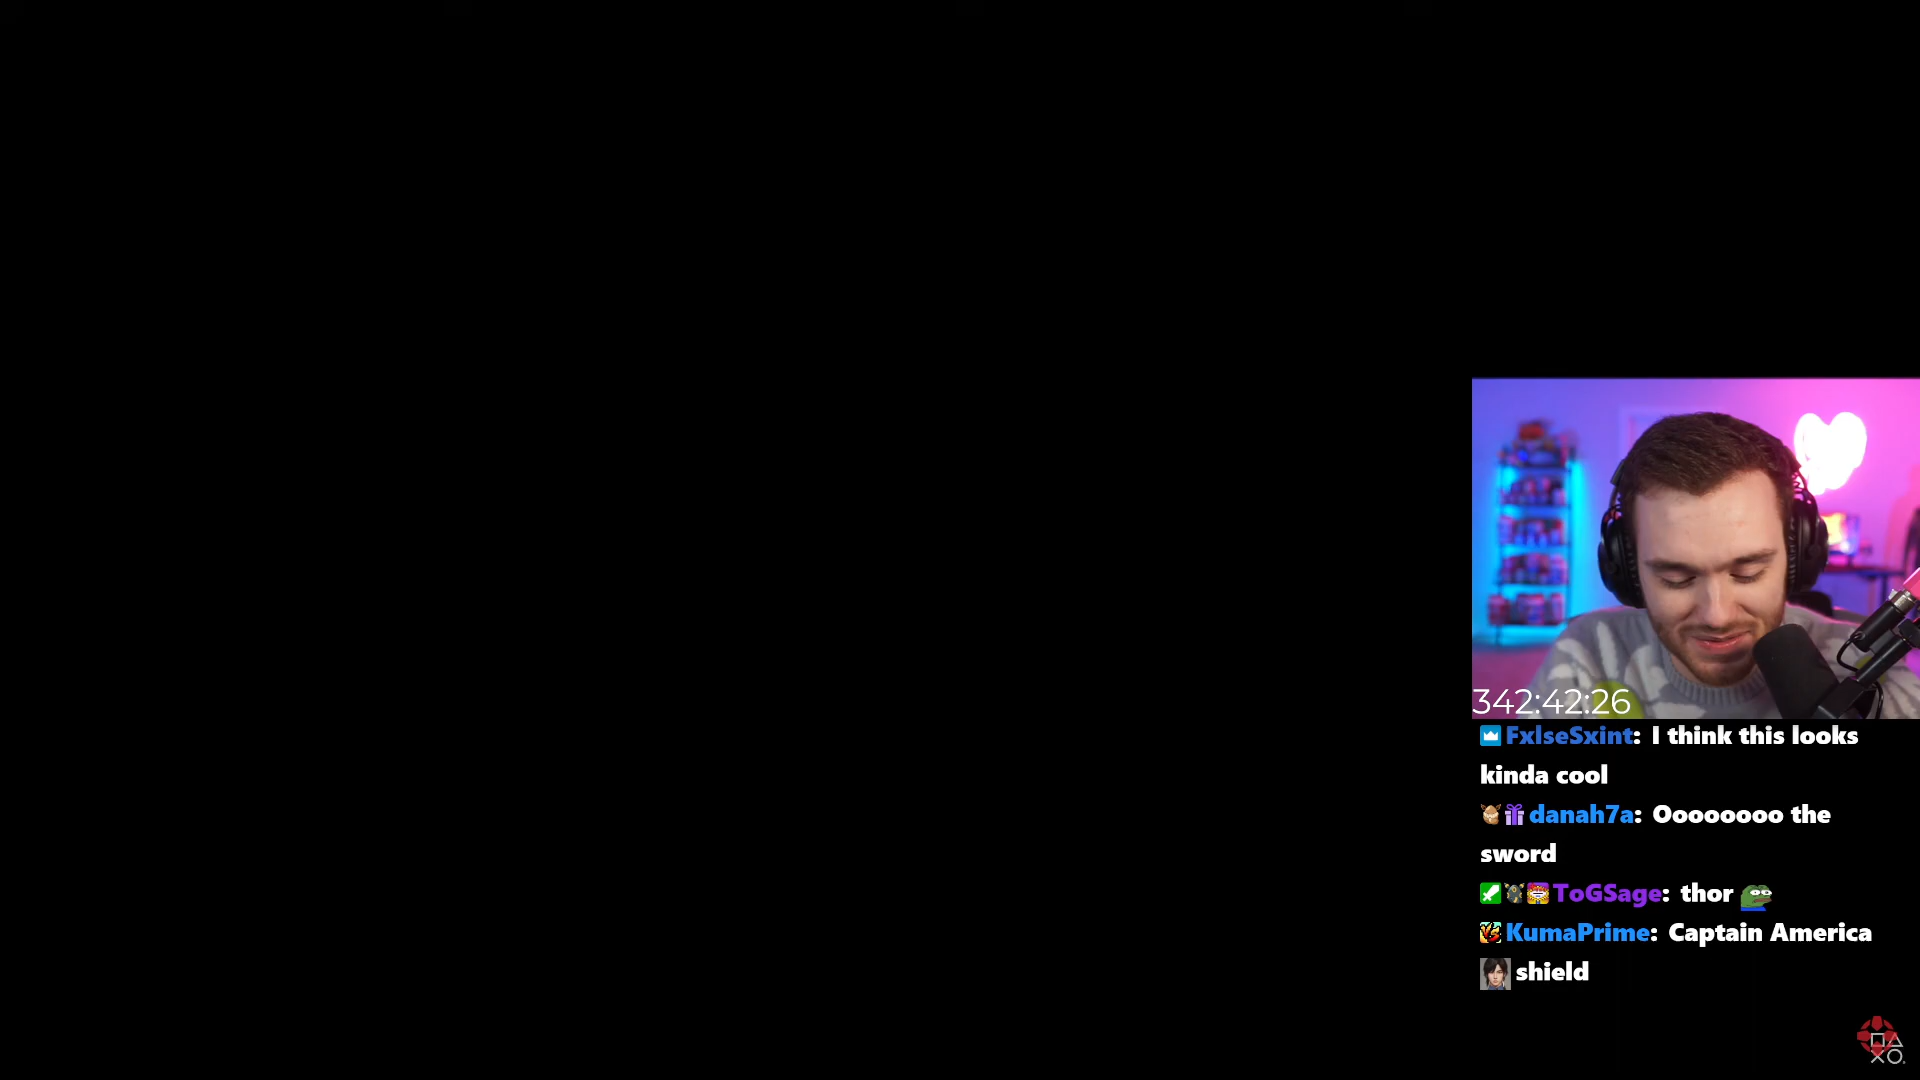 342:42:26
FxlseSxint: I think this looks
kinda cool
danah7a: Oooooooo the
sword
ToGSage: thor
KumaPrime: Captain America
shield